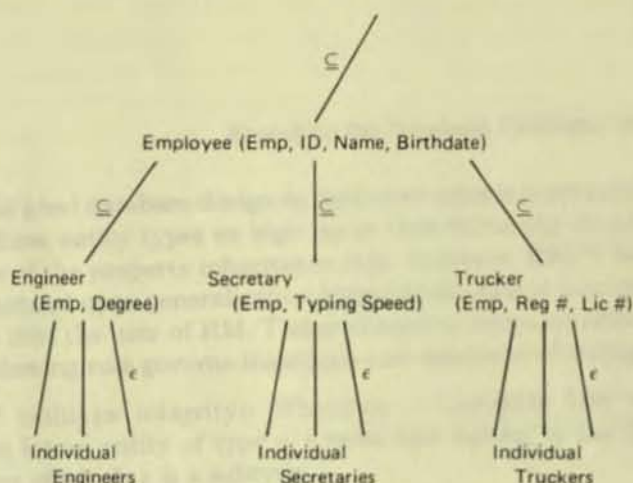 ⊆
Employee (Emp, ID, Name, Birthdate)
⊆ ⊆ ⊆
Engineer Secretary Trucker
(Emp, Degree) (Emp, Typing Speed) (Emp, Reg #, Lic #)
ϵ ϵ ϵ
Individual Individual Individual
Engineers Secretaries Truckers